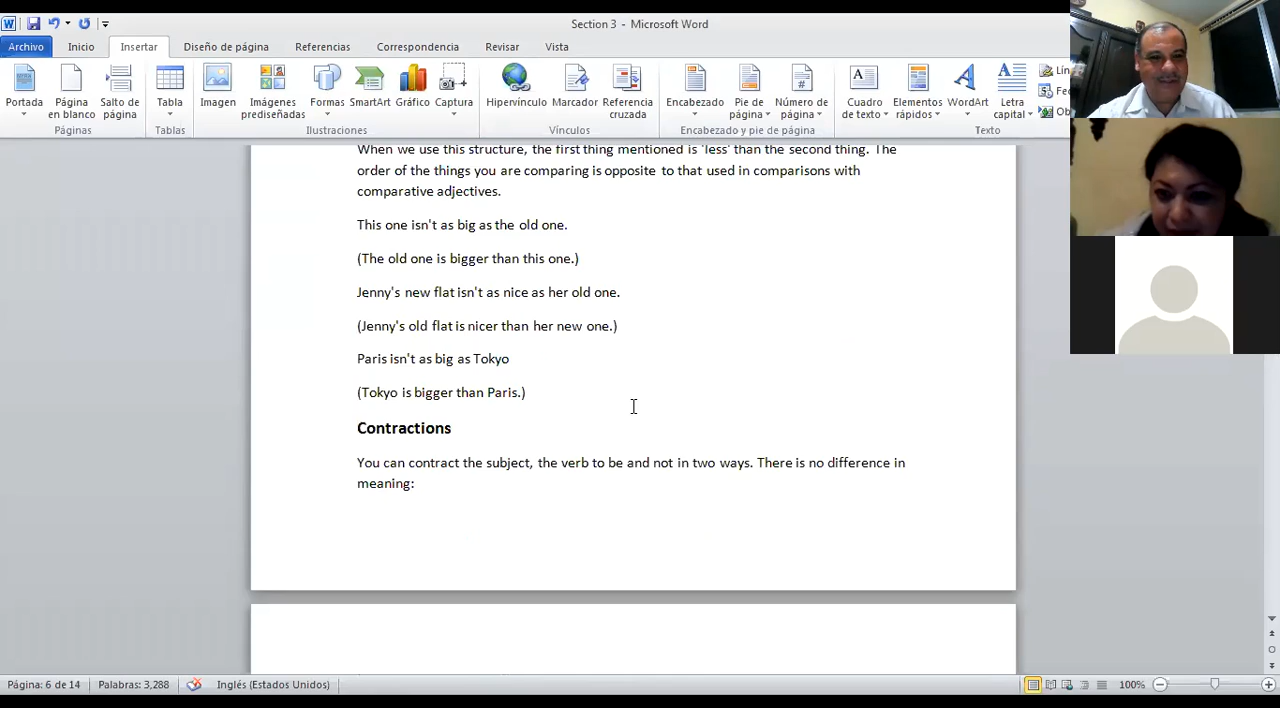 Section 3 - Microsoft Word
Archivo Inicio Insertar Diseño de página Referencias Correspondencia Revisar Vista
Portada Página en blanco Salto de página Tabla Imagen Imágenes prediseñadas Formas SmartArt Gráfico Captura Hipervínculo Marcador Referencia cruzada Encabezado Pie de página Número de página Cuadro de texto Elementos rápidos WordArt Letra capital
Páginas Tablas Ilustraciones Vínculos Encabezado y pie de página Texto
When we use this structure, the first thing mentioned is 'less' than the second thing. The
order of the things you are comparing is opposite to that used in comparisons with
comparative adjectives.
This one isn't as big as the old one.
(The old one is bigger than this one.)
Jenny's new flat isn't as nice as her old one.
(Jenny's old flat is nicer than her new one.)
Paris isn't as big as Tokyo
(Tokyo is bigger than Paris.)
Contractions
You can contract the subject, the verb to be and not in two ways. There is no difference in
meaning:
Página: 6 de 14 Palabras: 3,288 Inglés (Estados Unidos) 100%